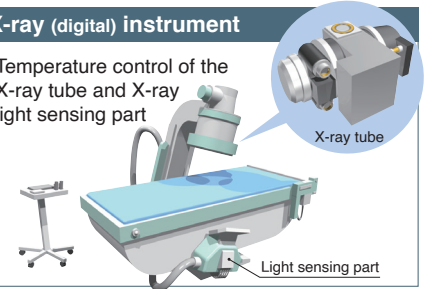 X-ray (digital) instrument
Temperature control of the
X-ray tube and X-ray
light sensing part
X-ray tube
Light sensing part